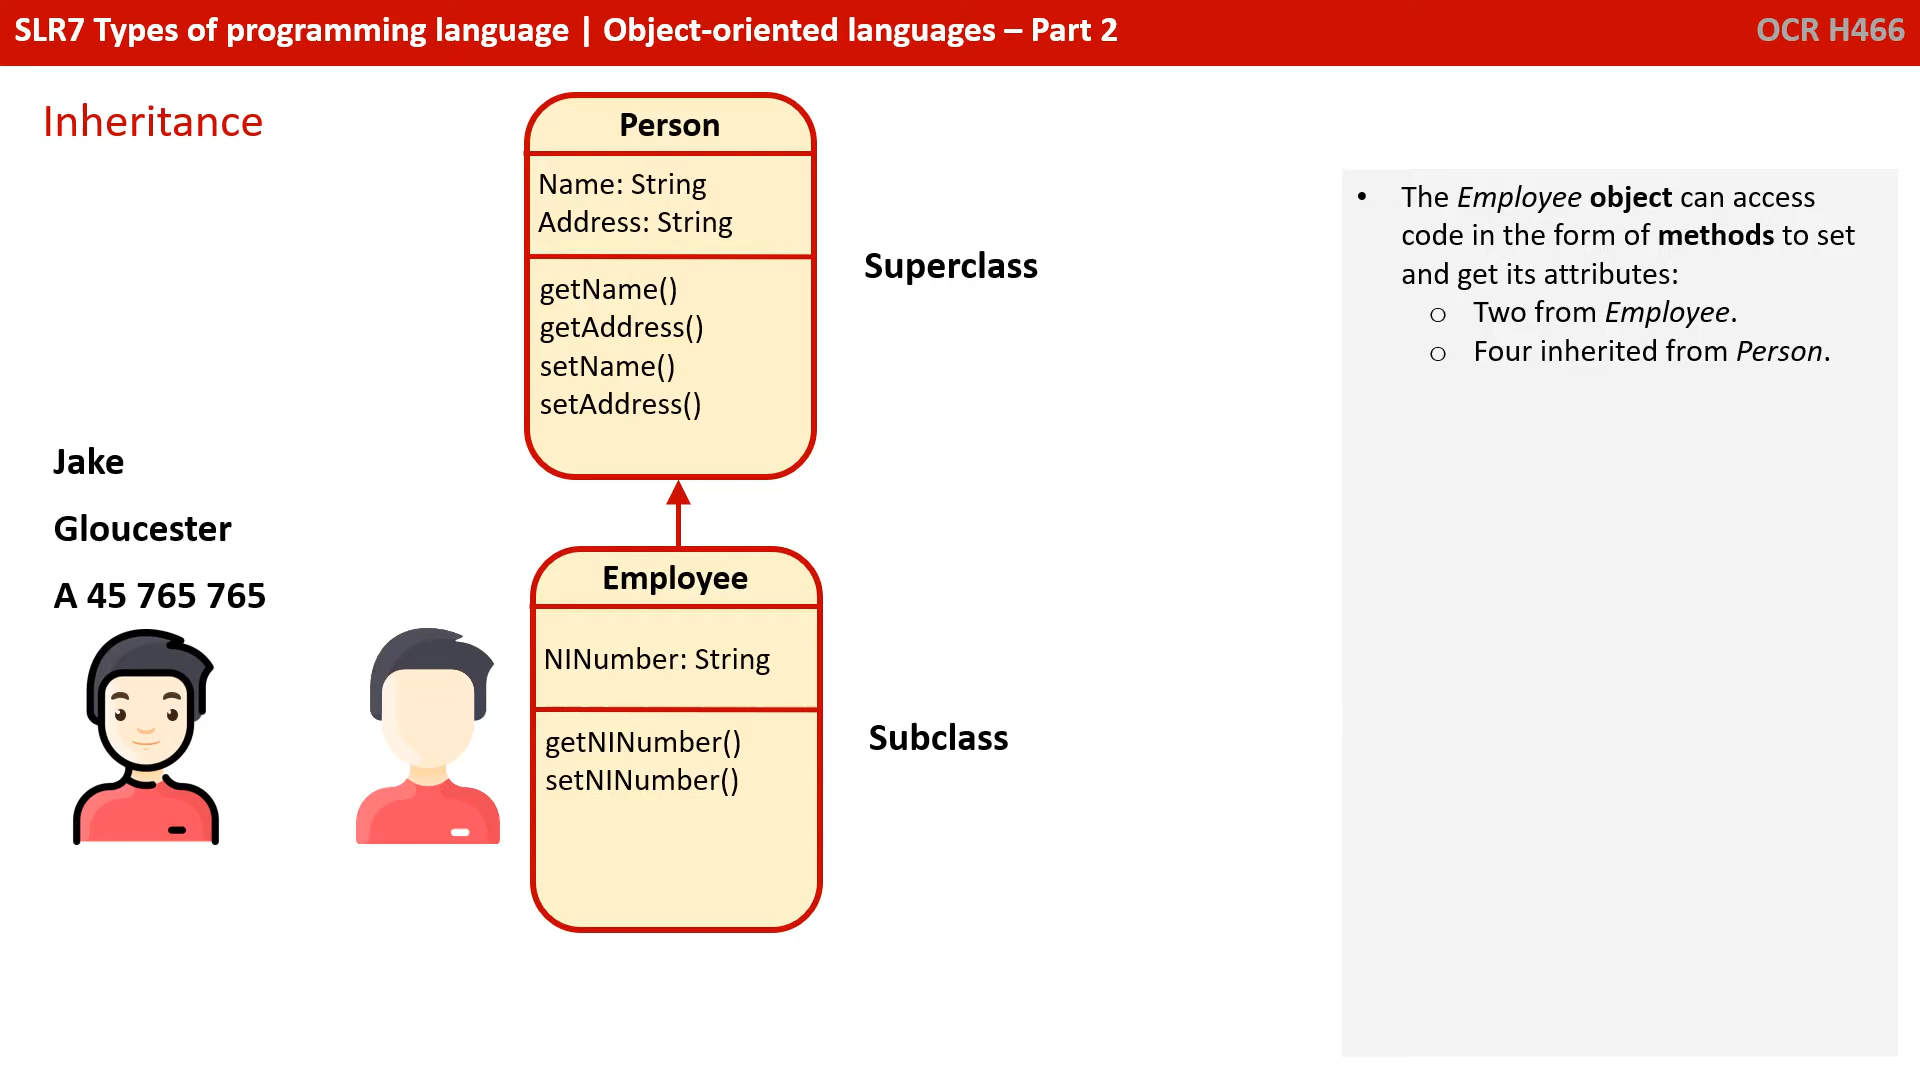 SLR7 Types of programming language | Object-oriented languages – Part 2
OCR H466
Inheritance
Person
Name: String
Address: String
getName()
getAddress()
setName()
setAddress()
Superclass
Jake
Gloucester
A 45 765 765
Employee
NINumber: String
getNINumber()
setNINumber()
Subclass
• The Employee object can access
code in the form of methods to set
and get its attributes:
o Two from Employee.
o Four inherited from Person.